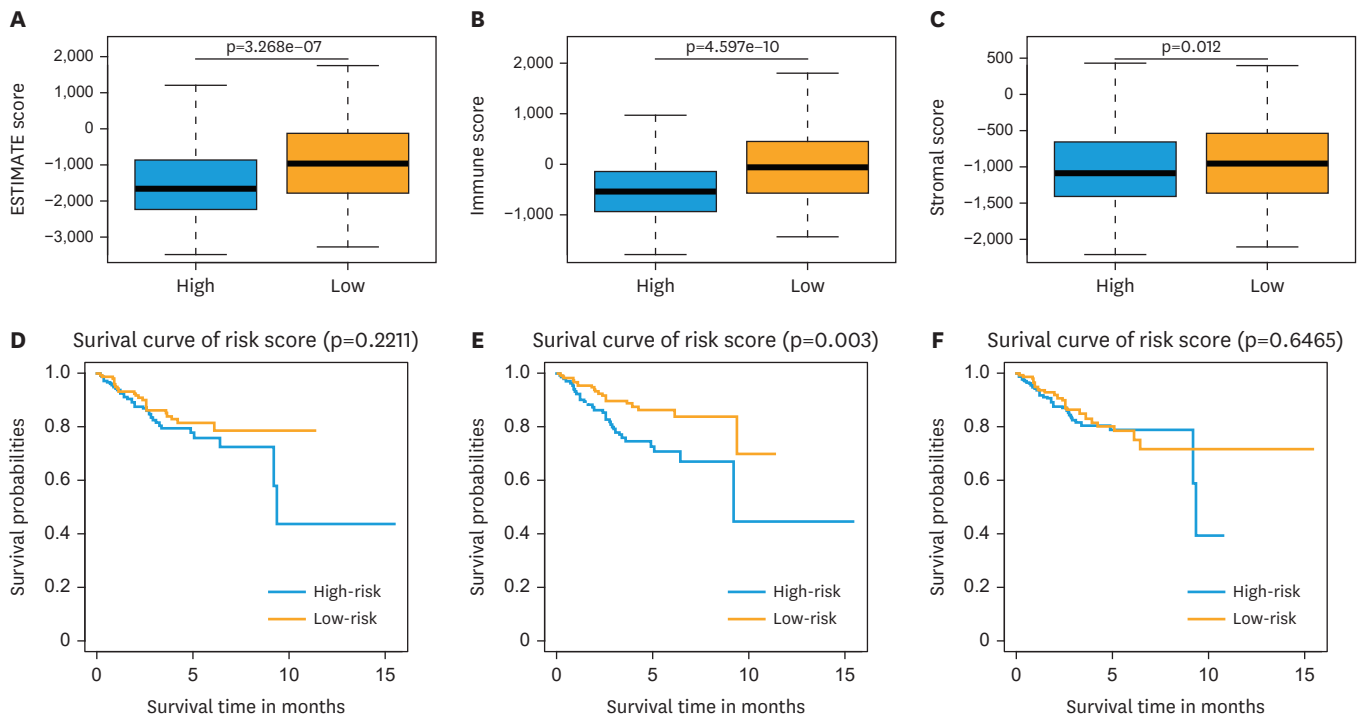 A
p=3.268e−07
ESTIMATE score
2,000
1,000
0
−1,000
−2,000
−3,000
High
Low
B
p=4.597e−10
Immune score
2,000
1,000
0
−1,000
High
Low
C
p=0.012
Stromal score
500
0
−500
−1,000
−1,500
−2,000
High
Low
D
Surival curve of risk score (p=0.2211)
Survival probabilities
1.0
0.8
0.6
0.4
0.2
0
High-risk
Low-risk
0 5 10 15
Survival time in months
E
Surival curve of risk score (p=0.003)
Survival probabilities
1.0
0.8
0.6
0.4
0.2
0
High-risk
Low-risk
0 5 10 15
Survival time in months
F
Surival curve of risk score (p=0.6465)
Survival probabilities
1.0
0.8
0.6
0.4
0.2
0
High-risk
Low-risk
0 5 10 15
Survival time in months